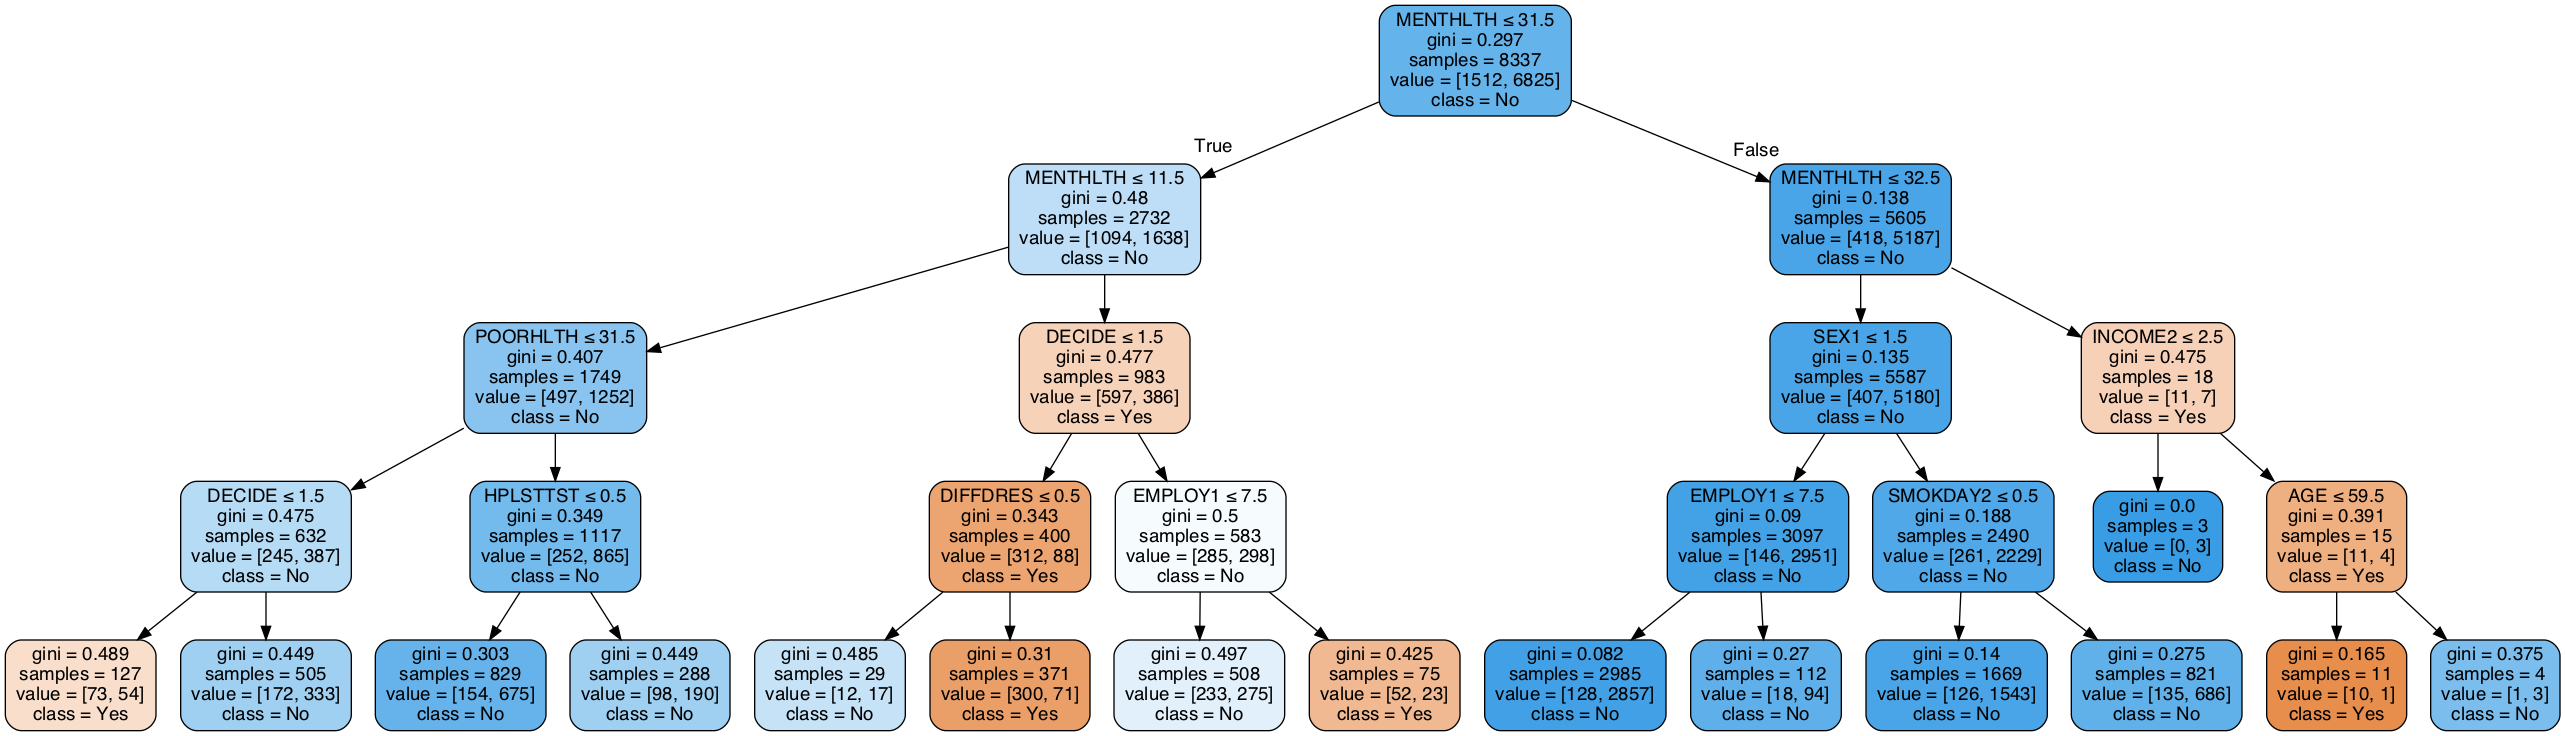 MENTHLTH ≤ 31.5
gini = 0.297
samples = 8337
value = [1512, 6825]
class = No
True
False
MENTHLTH ≤ 11.5
gini = 0.48
samples = 2732
value = [1094, 1638]
class = No
MENTHLTH ≤ 32.5
gini = 0.138
samples = 5605
value = [418, 5187]
class = No
POORHLTH ≤ 31.5
gini = 0.407
samples = 1749
value = [497, 1252]
class = No
DECIDE ≤ 1.5
gini = 0.477
samples = 983
value = [597, 386]
class = Yes
SEX1 ≤ 1.5
gini = 0.135
samples = 5587
value = [407, 5180]
class = No
INCOME2 ≤ 2.5
gini = 0.475
samples = 18
value = [11, 7]
class = Yes
DECIDE ≤ 1.5
gini = 0.475
samples = 632
value = [245, 387]
class = No
HPLSTTST ≤ 0.5
gini = 0.349
samples = 1117
value = [252, 865]
class = No
DIFFDRES ≤ 0.5
gini = 0.343
samples = 400
value = [312, 88]
class = Yes
EMPLOY1 ≤ 7.5
gini = 0.5
samples = 583
value = [285, 298]
class = No
EMPLOY1 ≤ 7.5
gini = 0.09
samples = 3097
value = [146, 2951]
class = No
SMOKDAY2 ≤ 0.5
gini = 0.188
samples = 2490
value = [261, 2229]
class = No
gini = 0.0
samples = 3
value = [0, 3]
class = No
AGE ≤ 59.5
gini = 0.391
samples = 15
value = [11, 4]
class = Yes
gini = 0.489
samples = 127
value = [73, 54]
class = Yes
gini = 0.449
samples = 505
value = [172, 333]
class = No
gini = 0.303
samples = 829
value = [154, 675]
class = No
gini = 0.449
samples = 288
value = [98, 190]
class = No
gini = 0.485
samples = 29
value = [12, 17]
class = No
gini = 0.31
samples = 371
value = [300, 71]
class = Yes
gini = 0.497
samples = 508
value = [233, 275]
class = No
gini = 0.425
samples = 75
value = [52, 23]
class = Yes
gini = 0.082
samples = 2985
value = [128, 2857]
class = No
gini = 0.27
samples = 112
value = [18, 94]
class = No
gini = 0.14
samples = 1669
value = [126, 1543]
class = No
gini = 0.275
samples = 821
value = [135, 686]
class = No
gini = 0.165
samples = 11
value = [10, 1]
class = Yes
gini = 0.375
samples = 4
value = [1, 3]
class = No